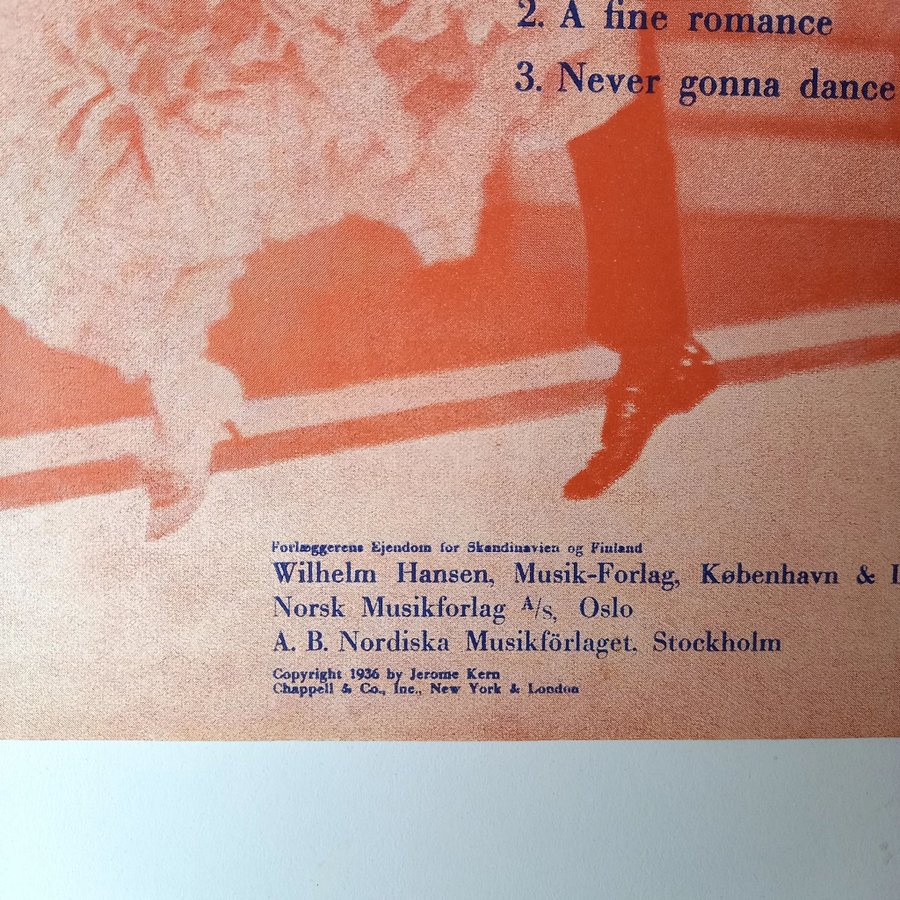 2. A fine romance
3. Never gonna dance
Forlæggerens Ejendom for Skandinavien og Finland
Wilhelm Hansen, Musik-Forlag, København &
Norsk Musikforlag A/s, Oslo
A. B. Nordiska Musikförlaget. Stockholm
Copyright 1936 by Jerome Kern
Chappell & Co., Inc., New York & London